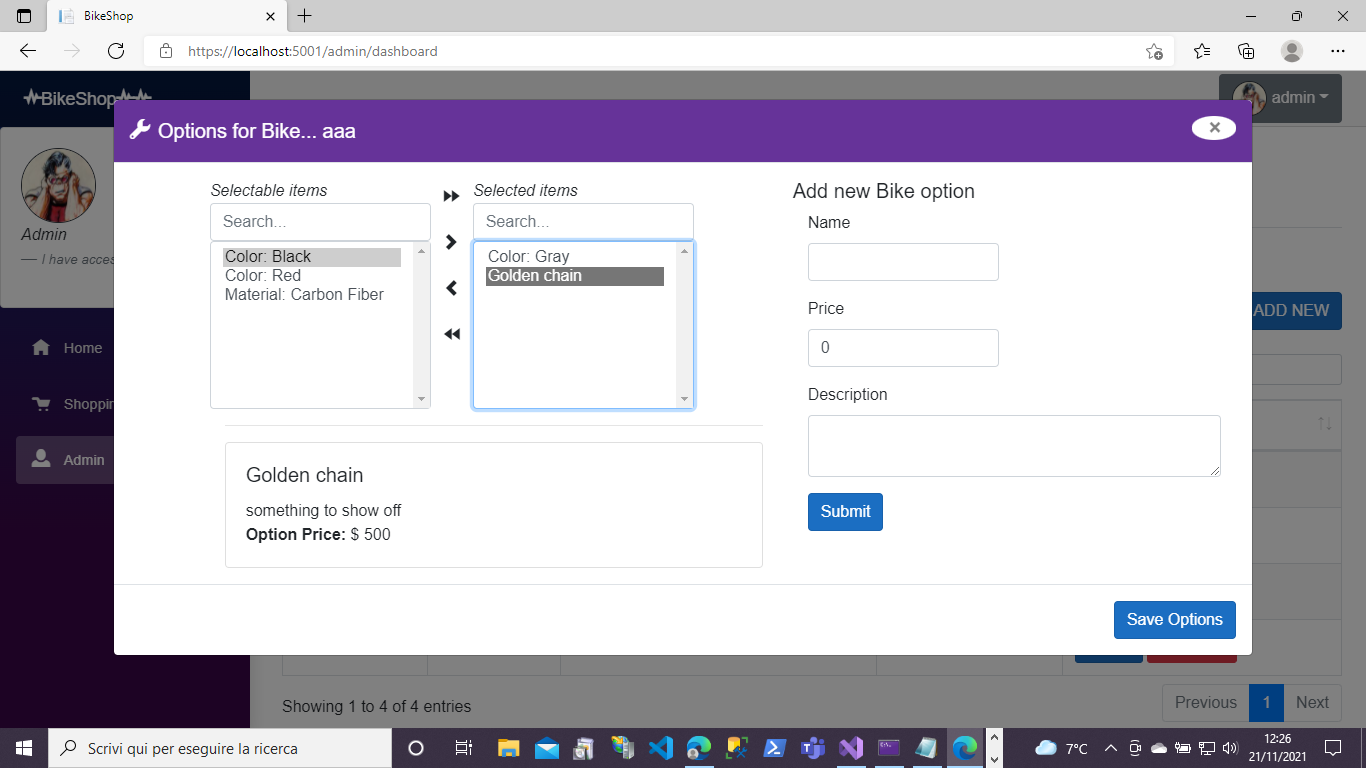 BikeShop
https://localhost:5001/admin/dashboard
BikeShop
admin
Options for Bike... aaa
Admin
— I have acces
Home
Shoppin
Admin
Selectable items
Search...
Color: Black
Color: Red
Material: Carbon Fiber
Selected items
Search...
Color: Gray
Golden chain
Golden chain
something to show off
Option Price: $ 500
Add new Bike option
Name
Price
0
Description
Submit
Save Options
ADD NEW
Showing 1 to 4 of 4 entries
Previous 1 Next
Scrivi qui per eseguire la ricerca
7°C
12:26
21/11/2021